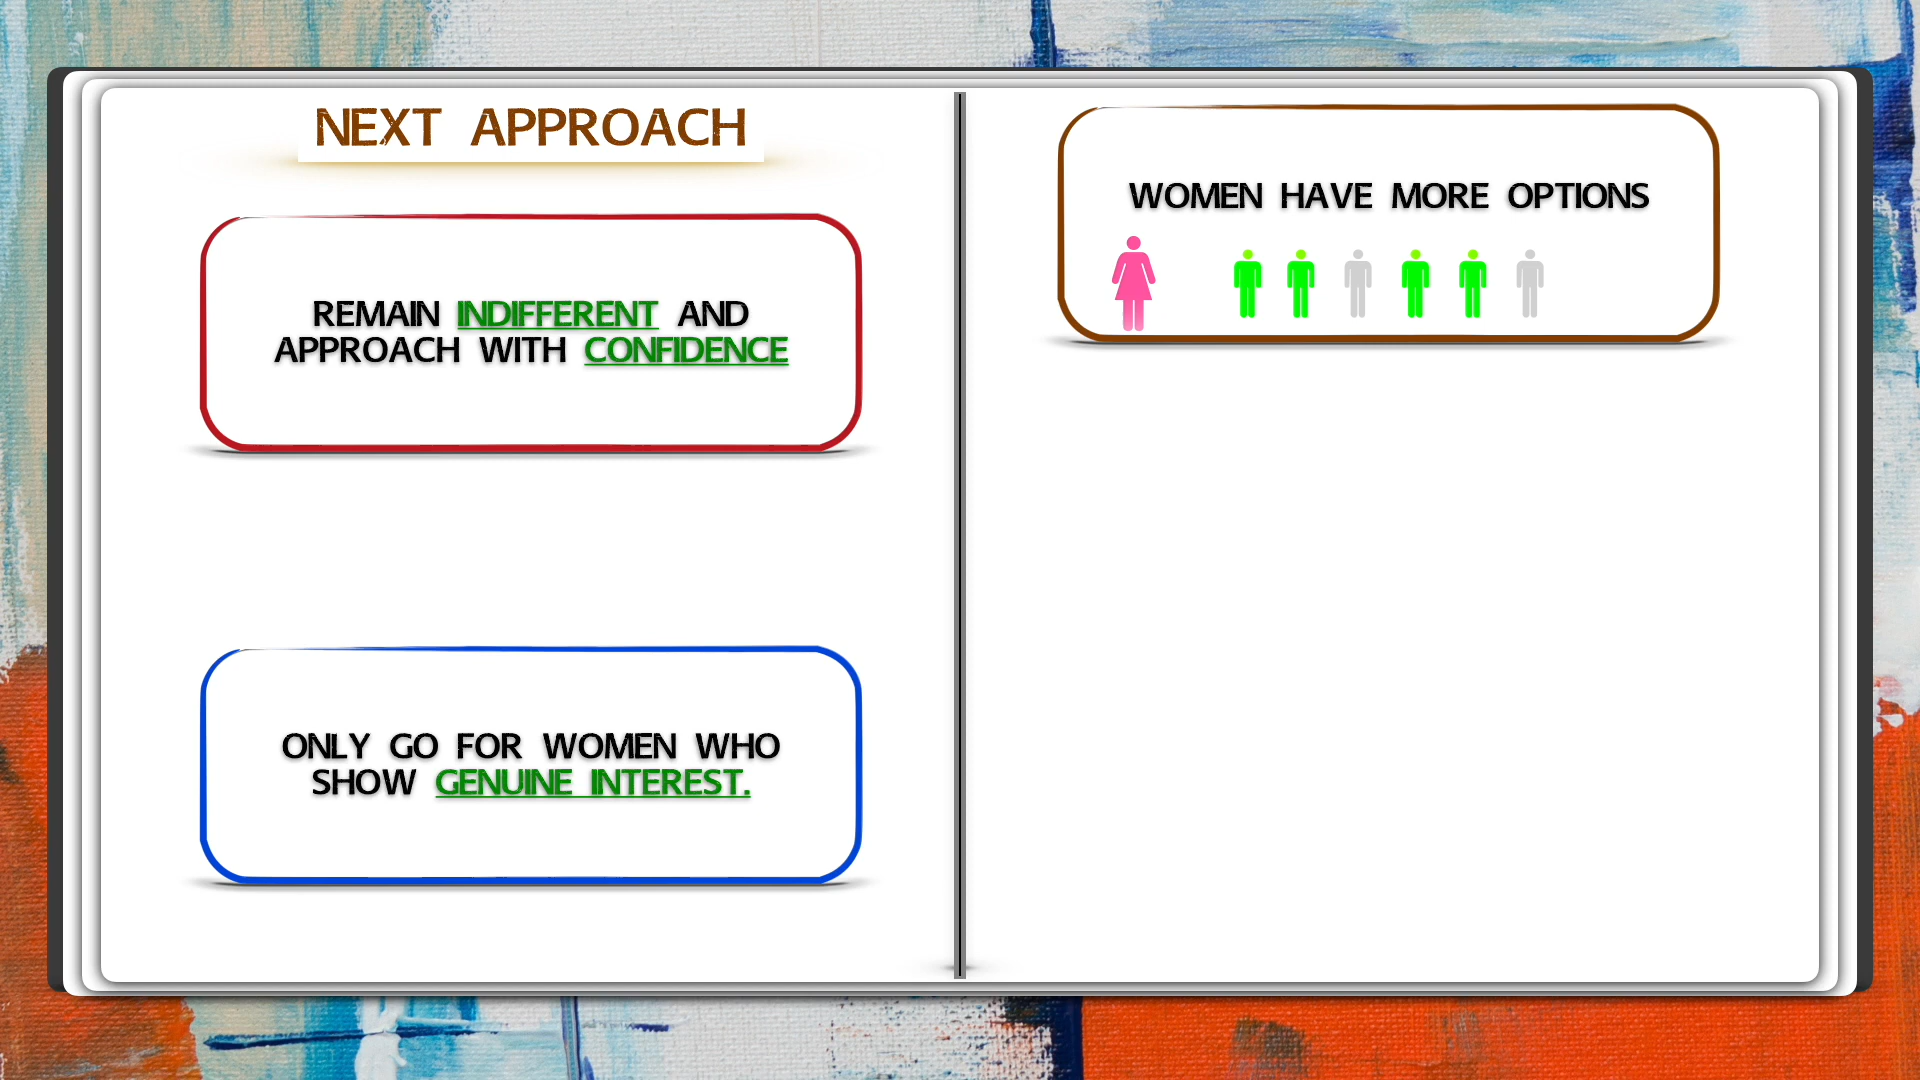 NEXT APPROACH
REMAIN INDIFFERENT AND
APPROACH WITH CONFIDENCE
ONLY GO FOR WOMEN WHO
SHOW GENUINE INTEREST.
WOMEN HAVE MORE OPTIONS